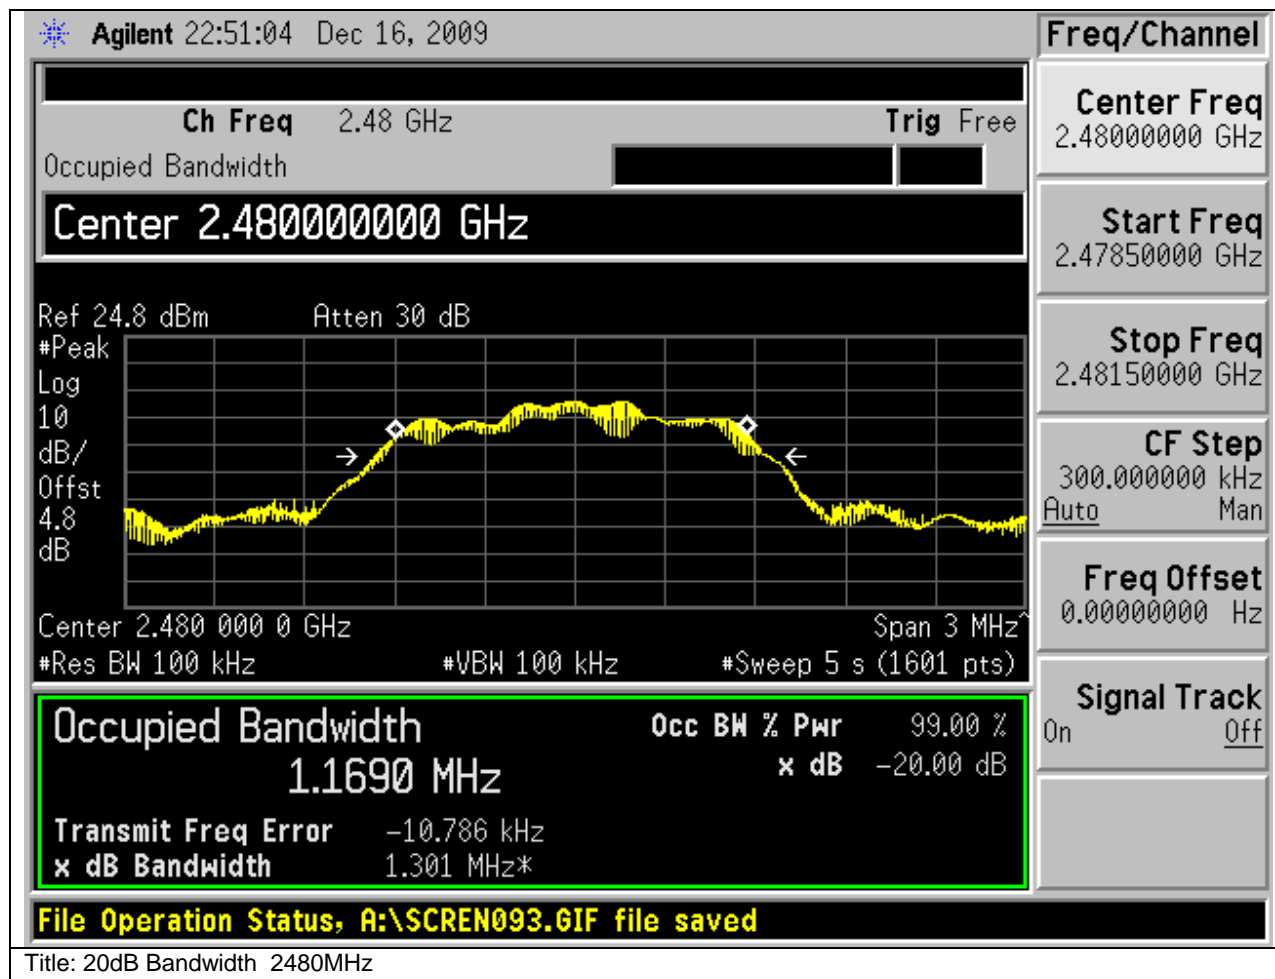 Agilent 22:51:04 Dec 16, 2009
Freq/Channel
Ch Freq 2.48 GHz Trig Free
Occupied Bandwidth
Center 2.480000000 GHz
Ref 24.8 dBm Atten 30 dB
#Peak
Log
10
dB/
Offst
4.8
dB
Center 2.480 000 0 GHz Span 3 MHz^
#Res BW 100 kHz #VBW 100 kHz #Sweep 5 s (1601 pts)
Occupied Bandwidth
1.1690 MHz
Occ BW % Pwr 99.00 %
x dB -20.00 dB
Transmit Freq Error -10.786 kHz
x dB Bandwidth 1.301 MHz*
File Operation Status, A:\SCREN093.GIF file saved
Center Freq
2.48000000 GHz
Start Freq
2.47850000 GHz
Stop Freq
2.48150000 GHz
CF Step
300.000000 kHz
Auto Man
Freq Offset
0.00000000 Hz
Signal Track
On Off
Title: 20dB Bandwidth 2480MHz